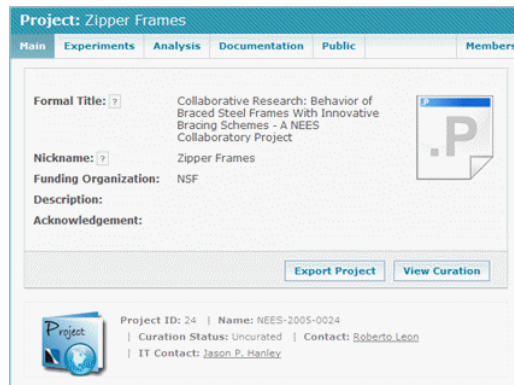 Project: Zipper Frames
Main Experiments Analysis Documentation Public Members
Formal Title: ? Collaborative Research: Behavior of
Braced Steel Frames With Innovative
Bracing Schemes - A NEES
Collaboratory Project
.P
Nickname: ? Zipper Frames
Funding Organization: NSF
Description:
Acknowledgement:
Export Project View Curation
Project
Project ID: 24 | Name: NEES-2005-0024
| Curation Status: Uncurated | Contact: Roberto Leon
| IT Contact: Jason P. Hanley